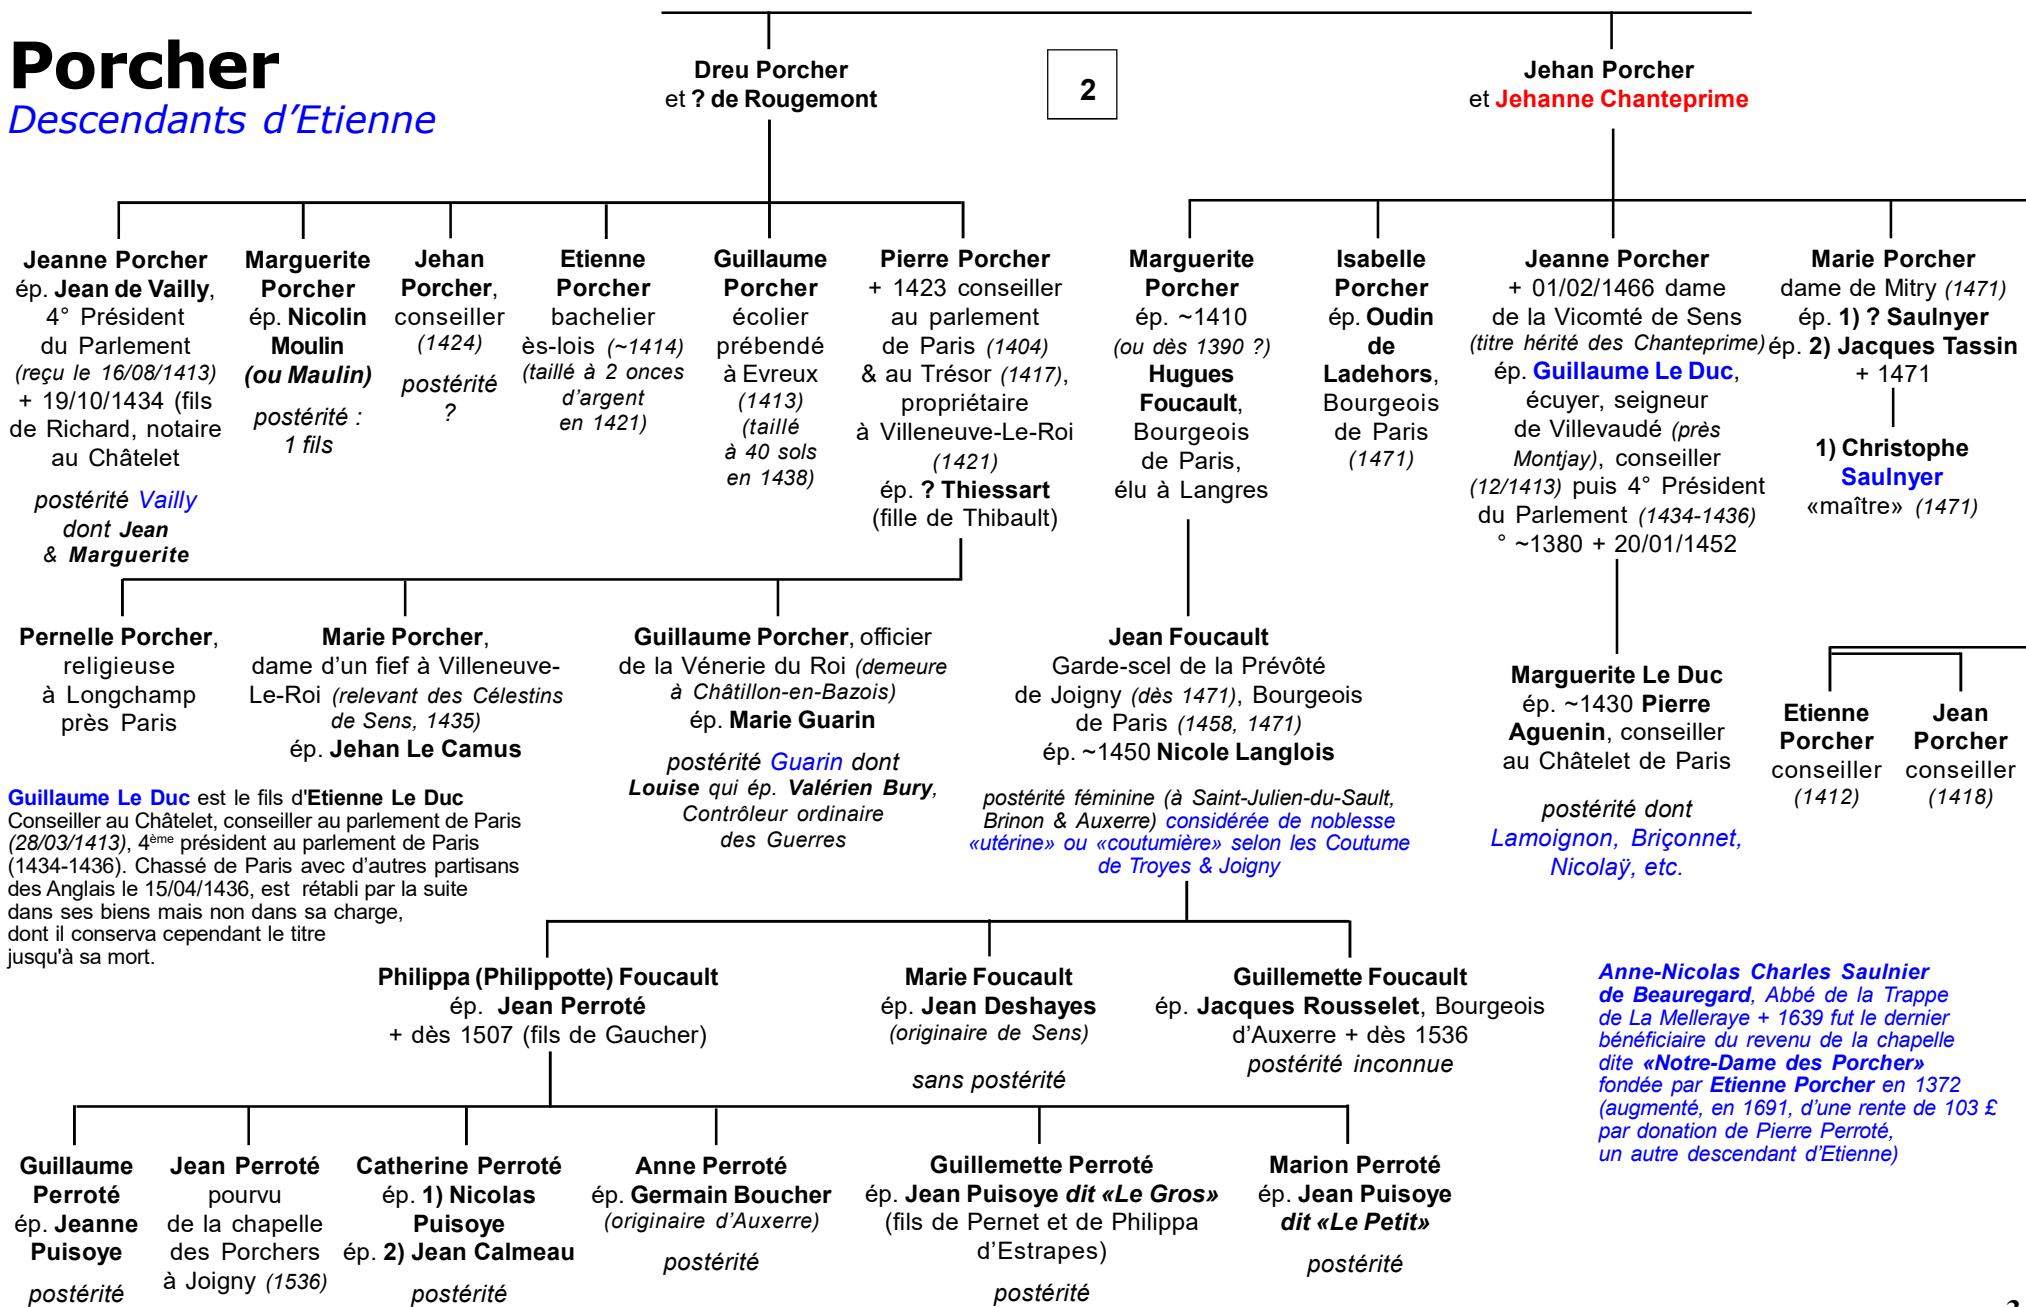 Porcher
Descendants d'Etienne
Dreu Porcher
et ? de Rougemont
2
Jehan Porcher
et Jehanne Chanteprime
Jeanne Porcher
ép. Jean de Vailly,
4° Président
du Parlement
(reçu le 16/08/1413)
+ 19/10/1434 (fils
de Richard, notaire
au Châtelet
postérité Vailly
dont Jean
& Marguerite
Marguerite
Porcher
ép. Nicolin
Moulin
(ou Maulin)
postérité :
1 fils
Jehan
Porcher,
conseiller
(1424)
postérité
?
Etienne
Porcher
bachelier
ès-lois (~1414)
(taillé à 2 onces
d'argent
en 1421)
Guillaume
Porcher
écolier
prébendé
à Evreux
(1413)
(taillé
à 40 sols
en 1438)
Pierre Porcher
+ 1423 conseiller
au parlement
de Paris (1404)
& au Trésor (1417),
propriétaire
à Villeneuve-Le-Roi
(1421)
ép. ? Thiessart
(fille de Thibault)
Marguerite
Porcher
ép. ~1410
(ou dès 1390 ?)
Hugues
Foucault,
Bourgeois
de Paris,
élu à Langres
Isabelle
Porcher
ép. Oudin
de
Ladehors,
Bourgeois
de Paris
(1471)
Jeanne Porcher
+ 01/02/1466 dame
de la Vicomté de Sens
(titre hérité des Chanteprime)
ép. Guillaume Le Duc,
écuyer, seigneur
de Villevaudé (près
Montjay), conseiller
(12/1413) puis 4° Président
du Parlement (1434-1436)
° ~1380 + 20/01/1452
Marie Porcher
dame de Mitry (1471)
ép. 1) ? Saulnyer
ép. 2) Jacques Tassin
+ 1471
1) Christophe
Saulnyer
«maître» (1471)
Pernelle Porcher,
religieuse
à Longchamp
près Paris
Marie Porcher,
dame d'un fief à Villeneuve-
Le-Roi (relevant des Célestins
de Sens, 1435)
ép. Jehan Le Camus
Guillaume Porcher, officier
de la Vénerie du Roi (demeure
à Châtillon-en-Bazois)
ép. Marie Guarin
postérité Guarin dont
Louise qui ép. Valérien Bury,
Contrôleur ordinaire
des Guerres
Jean Foucault
Garde-scel de la Prévôté
de Joigny (dès 1471), Bourgeois
de Paris (1458, 1471)
ép. ~1450 Nicole Langlois
postérité féminine (à Saint-Julien-du-Sault,
Brinon & Auxerre) considérée de noblesse
«utérine» ou «coutumière» selon les Coutume
de Troyes & Joigny
Marguerite Le Duc
ép. ~1430 Pierre
Aguenin, conseiller
au Châtelet de Paris
postérité dont
Lamoignon, Briçonnet,
Nicolaÿ, etc.
Etienne
Porcher
conseiller
(1412)
Jean
Porcher
conseiller
(1418)
Guillaume Le Duc est le fils d'Etienne Le Duc
Conseiller au Châtelet, conseiller au parlement de Paris
(28/03/1413), 4ème président au parlement de Paris
(1434-1436). Chassé de Paris avec d'autres partisans
des Anglais le 15/04/1436, est rétabli par la suite
dans ses biens mais non dans sa charge,
dont il conserva cependant le titre
jusqu'à sa mort.
Philippa (Philippotte) Foucault
ép. Jean Perroté
+ dès 1507 (fils de Gaucher)
Marie Foucault
ép. Jean Deshayes
(originaire de Sens)
sans postérité
Guillemette Foucault
ép. Jacques Rousselet, Bourgeois
d'Auxerre + dès 1536
postérité inconnue
Anne-Nicolas Charles Saulnier
de Beauregard, Abbé de la Trappe
de La Melleraye + 1639 fut le dernier
bénéficiaire du revenu de la chapelle
dite «Notre-Dame des Porcher»
fondée par Etienne Porcher en 1372
(augmenté, en 1691, d'une rente de 103 £
par donation de Pierre Perroté,
un autre descendant d'Etienne)
Guillaume
Perroté
ép. Jeanne
Puisoye
postérité
Jean Perroté
pourvu
de la chapelle
des Porchers
à Joigny (1536)
Catherine Perroté
ép. 1) Nicolas
Puisoye
ép. 2) Jean Calmeau
postérité
Anne Perroté
ép. Germain Boucher
(originaire d'Auxerre)
postérité
Guillemette Perroté
ép. Jean Puisoye dit «Le Gros»
(fils de Pernet et de Philippa
d'Estrapes)
postérité
Marion Perroté
ép. Jean Puisoye
dit «Le Petit»
postérité